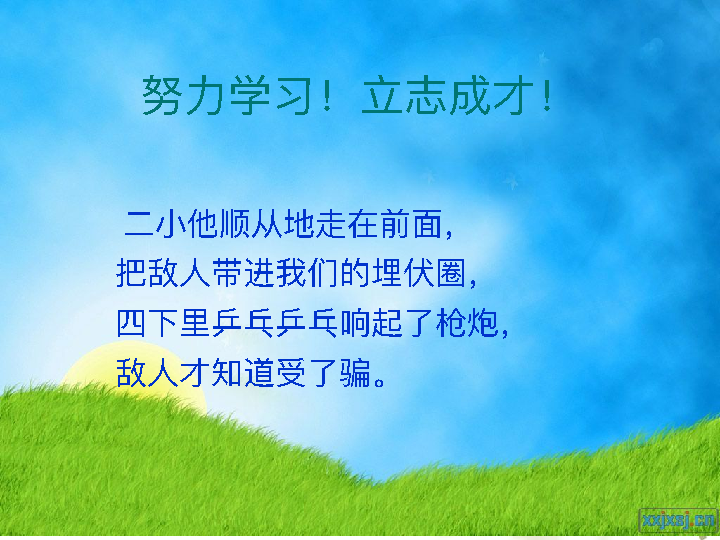 努力学习！立志成才！
二小他顺从地走在前面，
把敌人带进我们的埋伏圈，
四下里乒乓乒乓响起了枪炮，
敌人才知道受了骗。
xxjxsj.cn